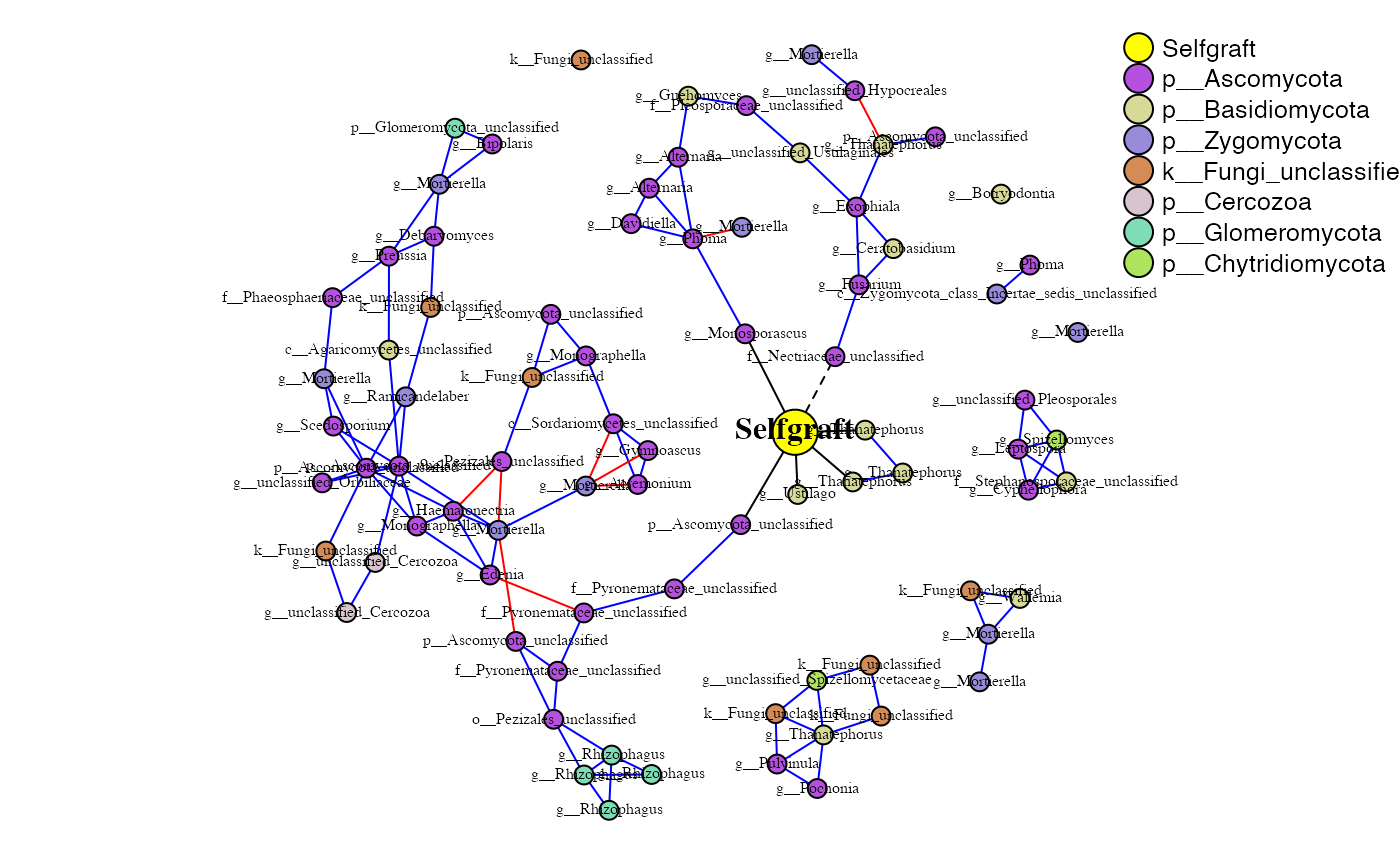 Selfgraft
p__Ascomycota
p__Basidiomycota
p__Zygomycota
k__Fungi_unclassifie
p__Cercozoa
p__Glomeromycota
p__Chytridiomycota
k__Fungi_unclassified
g__Mortierella
g__unclassified_Hypocreales
g__Guehomyces
f__Pleosporaceae_unclassified
p__Glomeromycota_unclassified
g__Bipolaris
p__Ascomycota_unclassified
g__Thanatephorus
g__Alternaria
g__unclassified_Ustilaginales
g__Mortierella
g__Alternaria
g__Botryodontia
g__Exophiala
g__Davidiella
g__Mortierella
g__Phoma
g__Debaryomyces
g__Preussia
g__Ceratobasidium
g__Phoma
g__Fusarium
c__Zygomycota_class_Incertae_sedis_unclassified
f__Phaeosphaeriaceae_unclassified
k__Fungi_unclassified
p__Ascomycota_unclassified
g__Mortierella
g__Monosporascus
c__Agaricomycetes_unclassified
g__Monographella
f__Nectriaceae_unclassified
g__Mortierella
k__Fungi_unclassified
g__Ramicandelaber
g__unclassified_Pleosporales
g__Scedosporium
c__Sordariomycetes_unclassified
Selfgraft
g__Thanatephorus
g__Spizellomyces
g__Leptospora
g__Gymnoascus
o__Pezizales_unclassified
p__Ascomycota_unclassified
p__Ascomycota_unclassified
g__unclassified_Orbiliaceae
g__Thanatephorus
g__Thanatephorus
f__Stephanosporaceae_unclassified
g__Cyphellophora
g__Mortierella
g__Acremonium
g__Ustilago
g__Haematonectria
g__Monographella
g__Mortierella
p__Ascomycota_unclassified
k__Fungi_unclassified
g__unclassified_Cercozoa
g__Edenia
f__Pyronemataceae_unclassified
k__Fungi_unclassified
g__Wallemia
g__unclassified_Cercozoa
f__Pyronemataceae_unclassified
g__Mortierella
p__Ascomycota_unclassified
f__Pyronemataceae_unclassified
k__Fungi_unclassified
g__unclassified_Spizellomycetaceae
g__Mortierella
k__Fungi_unclassified
k__Fungi_unclassified
o__Pezizales_unclassified
g__Thanatephorus
g__Rhizophagus
g__Pulvinula
g__Rhizophagus
g__Rhizophagus
g__Pochonia
g__Rhizophagus